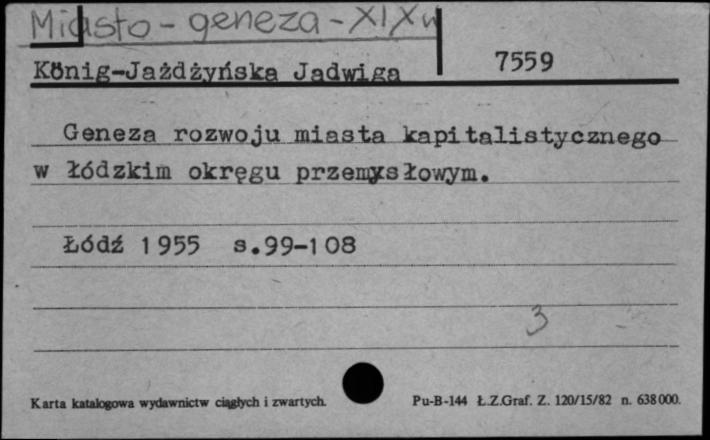 Miasto - geneza - XIXw
7559
König-Jażdżyńska Jadwiga
Geneza rozwoju miasta kapitalistycznego
w łódzkim okręgu przemysłowym.
Łódź 1955 s.99-108
3
Karta katalogowa wydawnictw ciągłych i zwartych.
Pu-B-144 Ł.Z.Graf. Z. 120/15/82 n. 638000.